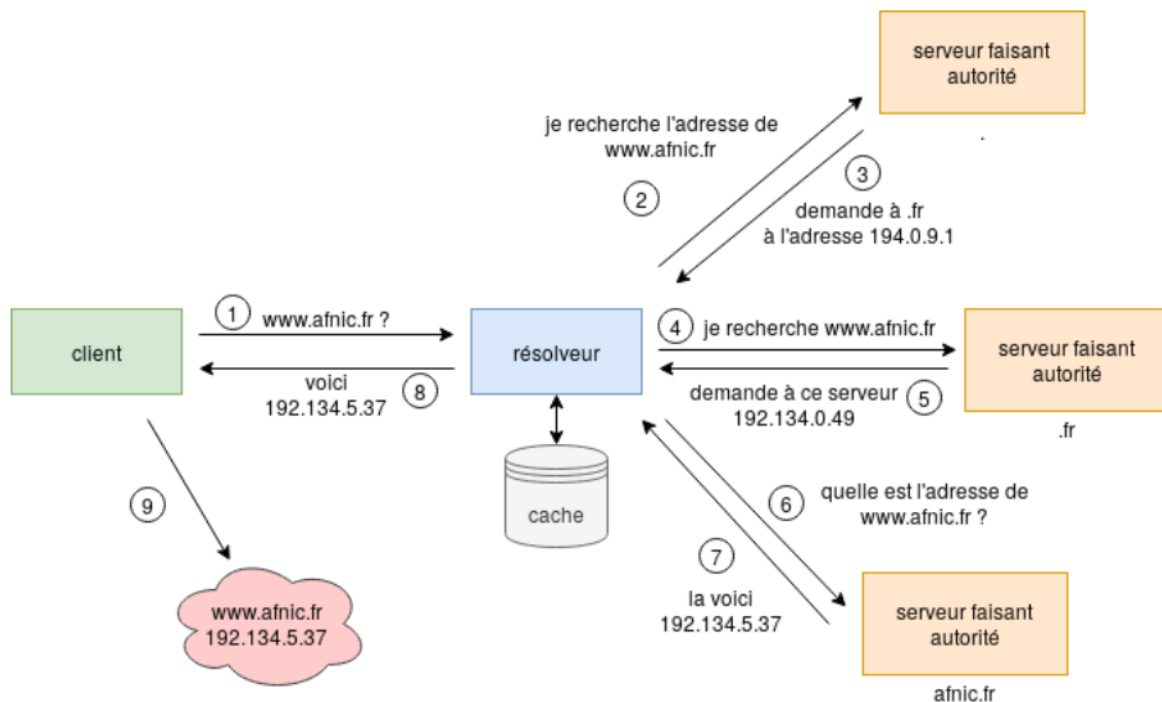 serveur faisant
autorité
.
je recherche l'adresse de
www.afnic.fr
2
3
demande à .fr
à l'adresse 194.0.9.1
1
www.afnic.fr ?
client
voici
192.134.5.37
8
résolveur
cache
4
je recherche www.afnic.fr
demande à ce serveur
192.134.0.49
5
serveur faisant
autorité
.fr
9
www.afnic.fr
192.134.5.37
6
quelle est l'adresse de
www.afnic.fr ?
7
la voici
192.134.5.37
serveur faisant
autorité
afnic.fr